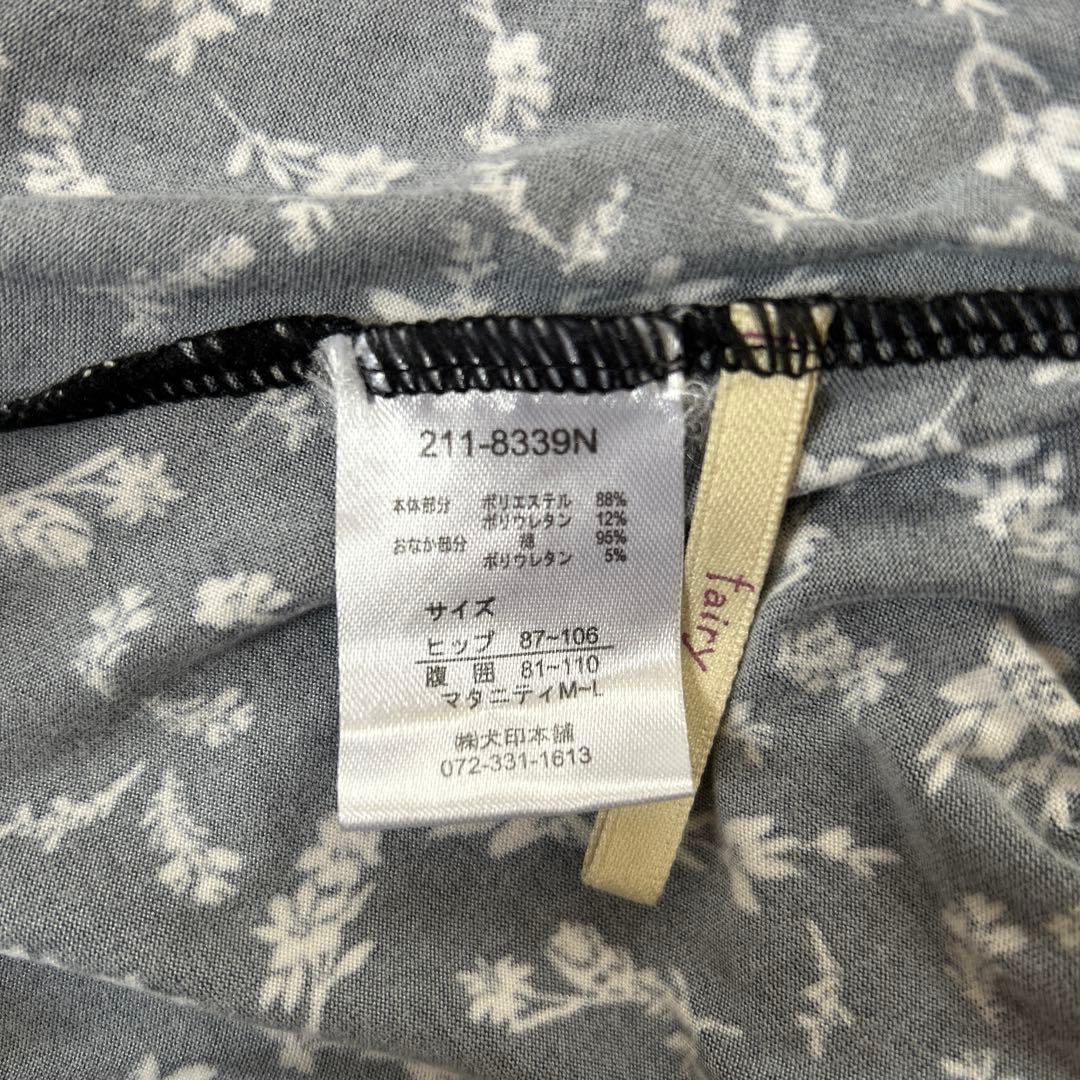 211-8339N
本体部分 ポリエステル 88%
ポリウレタン 12%
おなか部分 綿 95%
ポリウレタン 5%
サイズ
ヒップ 87~106
腹囲 81~110
マタニティM~L
㈱犬印本舗
072-331-1613
fairy